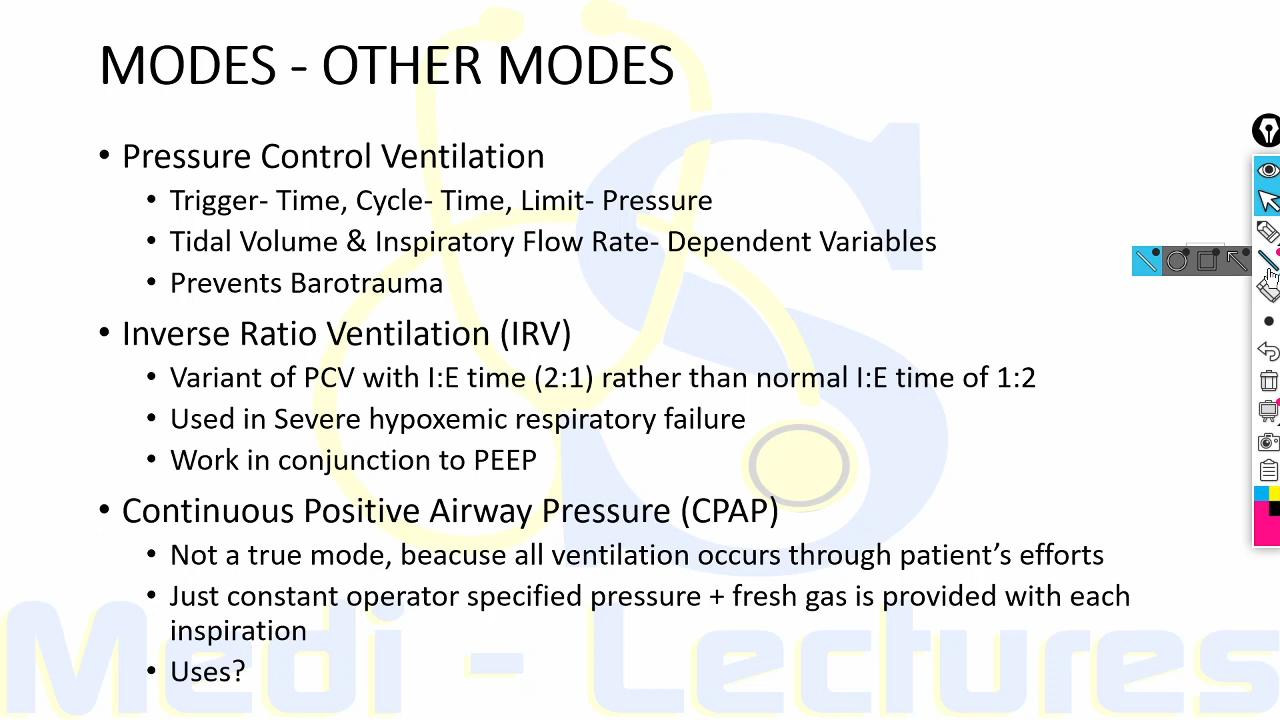 MODES - OTHER MODES
• Pressure Control Ventilation
• Trigger- Time, Cycle- Time, Limit- Pressure
• Tidal Volume & Inspiratory Flow Rate- Dependent Variables
• Prevents Barotrauma
• Inverse Ratio Ventilation (IRV)
• Variant of PCV with I:E time (2:1) rather than normal I:E time of 1:2
• Used in Severe hypoxemic respiratory failure
• Work in conjunction to PEEP
• Continuous Positive Airway Pressure (CPAP)
• Not a true mode, beacuse all ventilation occurs through patient's efforts
• Just constant operator specified pressure + fresh gas is provided with each
inspiration
• Uses?
Medi - Lectures